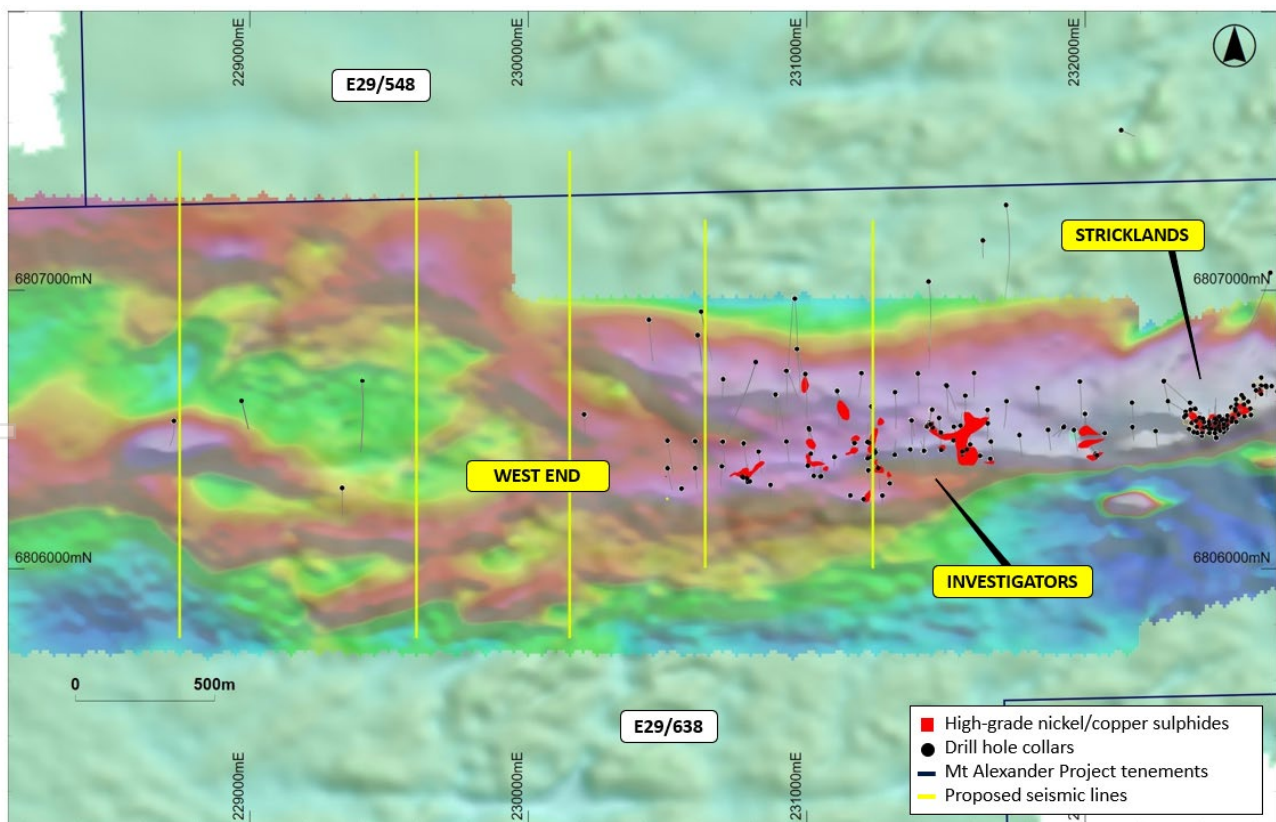 229000mE
230000mE
231000mE
232000mE
E29/548
STRICKLANDS
6807000mN
6807000mN
WEST END
6806000mN
6806000mN
INVESTIGATORS
0 500m
E29/638
229000mE
230000mE
231000mE
High-grade nickel/copper sulphides
Drill hole collars
Mt Alexander Project tenements
Proposed seismic lines